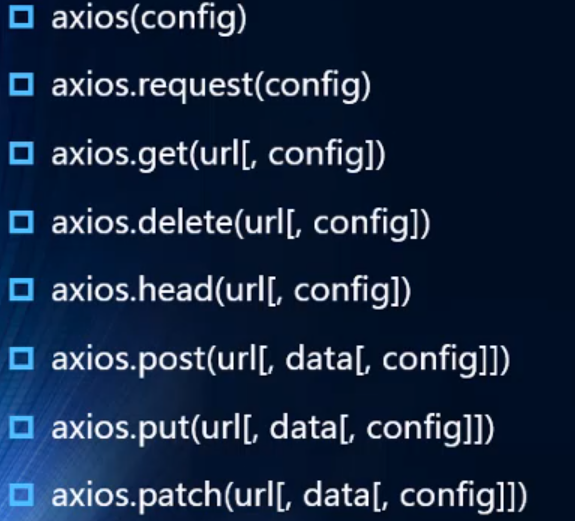 axios(config)
axios.request(config)
axios.get(url[, config])
axios.delete(url[, config])
axios.head(url[, config])
axios.post(url[, data[, config]])
axios.put(url[, data[, config]])
axios.patch(url[, data[, config]])